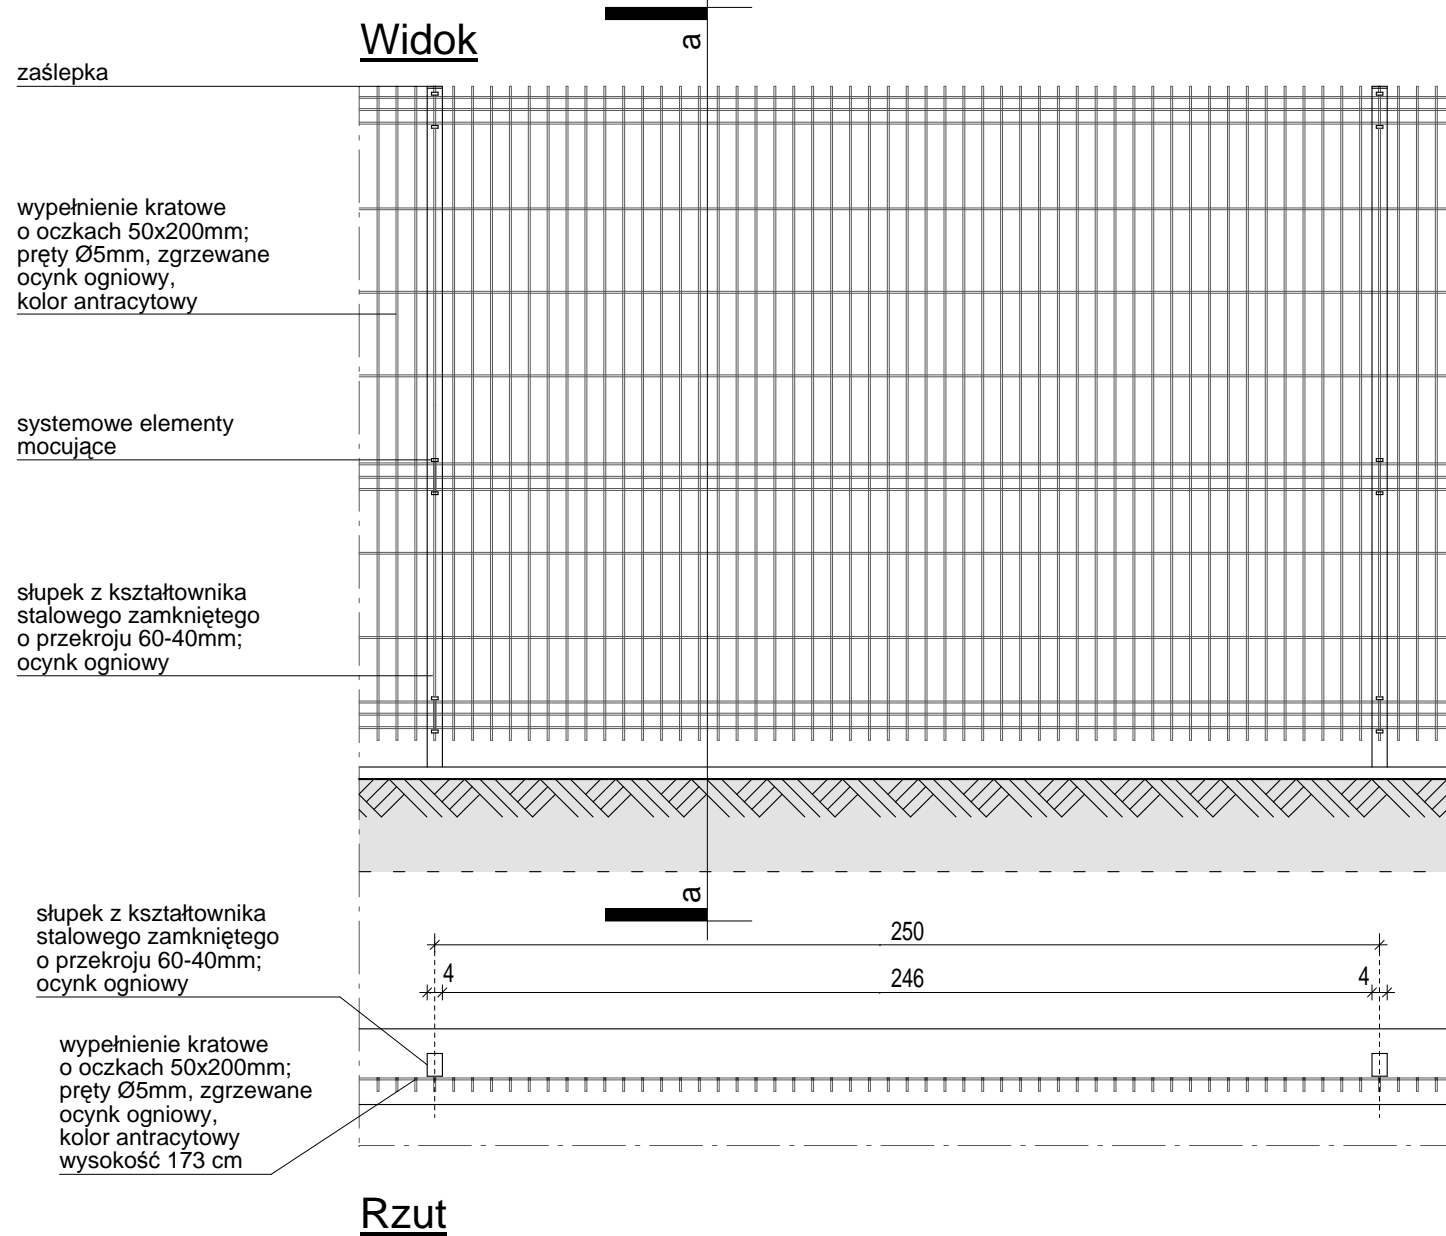 Widok
a
zaślepka
wypełnienie kratowe
o oczkach 50x200mm;
pręty Ø5mm, zgrzewane
ocynk ogniowy,
kolor antracytowy
systemowe elementy
mocujące
słupek z kształtownika
stalowego zamkniętego
o przekroju 60-40mm;
ocynk ogniowy
a
słupek z kształtownika
stalowego zamkniętego
o przekroju 60-40mm;
ocynk ogniowy
250
4
246
4
wypełnienie kratowe
o oczkach 50x200mm;
pręty Ø5mm, zgrzewane
ocynk ogniowy,
kolor antracytowy
wysokość 173 cm
Rzut